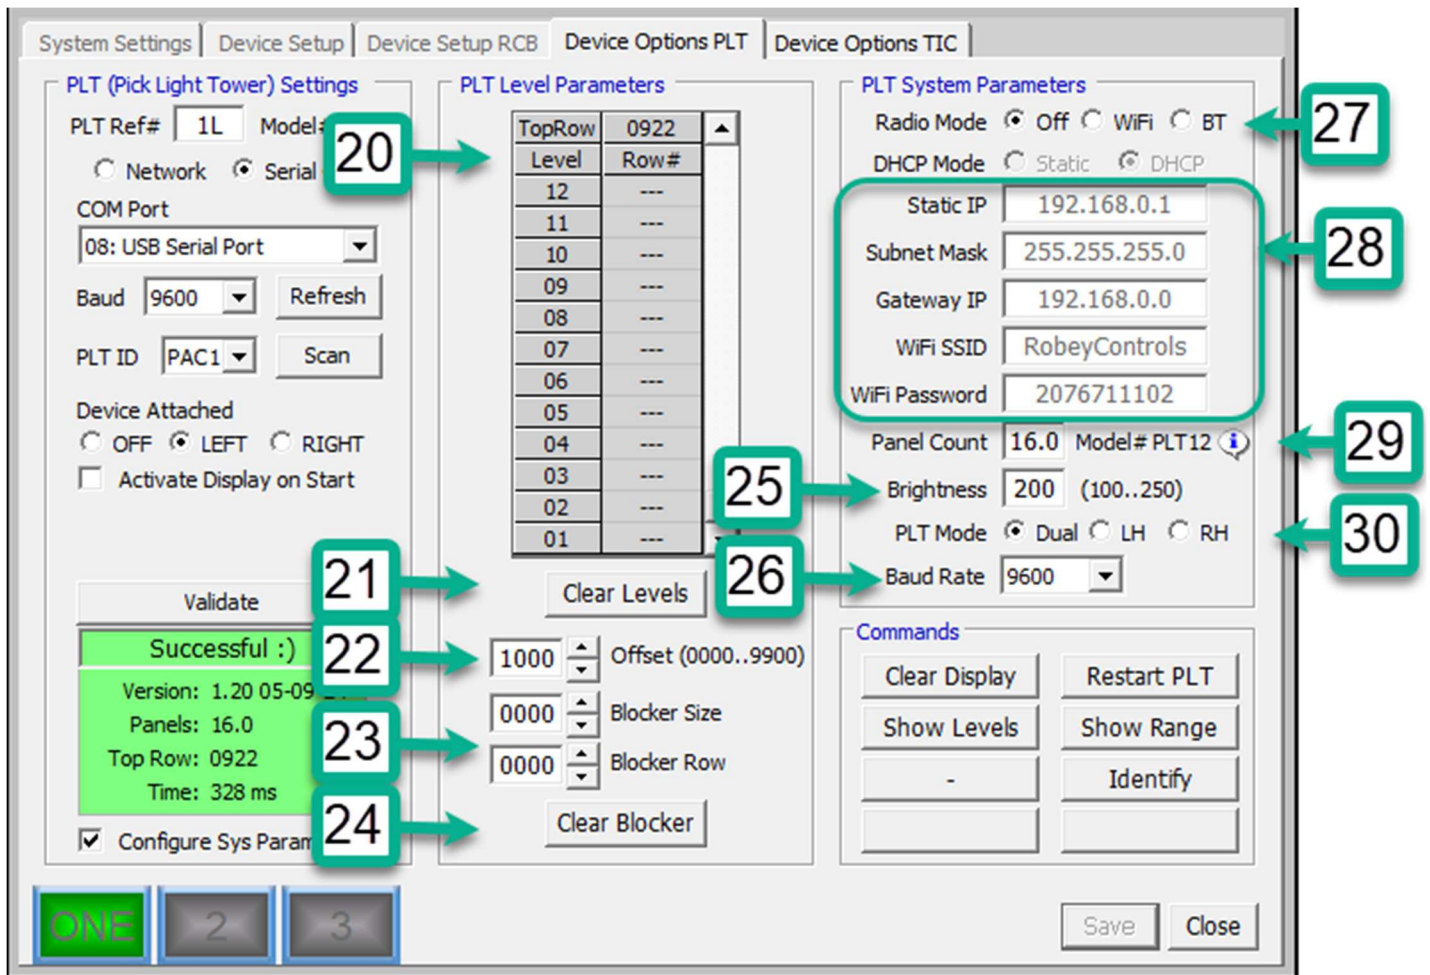 System Settings Device Setup Device Setup RCB Device Options PLT Device Options TIC
PLT (Pick Light Tower) Settings
PLT Ref# 1L
Network Serial
COM Port
08: USB Serial Port
Baud 9600 Refresh
PLT ID PAC1 Scan
Device Attached
OFF LEFT RIGHT
Activate Display on Start
Validate
Successful :)
Version: 1.20 05-09
Panels: 16.0
Top Row: 0922
Time: 328 ms
Configure Sys
ONE 2 3
PLT Level Parameters
20
TopRow 0922
Level Row#
12 ---
11 ---
10 ---
09 ---
08 ---
07 ---
06 ---
05 ---
04 ---
03 ---
02 ---
01 ---
21
Clear Levels
22
1000 Offset (0000..9900)
0000 Blocker Size
23
0000 Blocker Row
24
Clear Blocker
PLT System Parameters
Radio Mode Off WiFi BT
27
DHCP Mode Static DHCP
Static IP 192.168.0.1
Subnet Mask 255.255.255.0
28
Gateway IP 192.168.0.0
WiFi SSID RobeyControls
WiFi Password 2076711102
Panel Count 16.0 Model# PLT12
29
25
Brightness 200 (100..250)
PLT Mode Dual LH RH
30
26
Baud Rate 9600
Commands
Clear Display Restart PLT
Show Levels Show Range
- Identify
Save Close